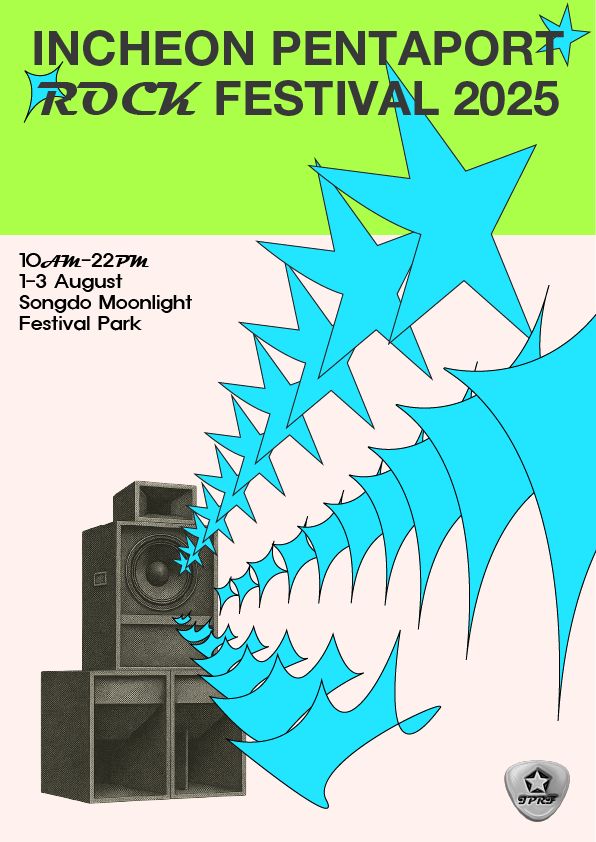 INCHEON PENTAPORT
ROCK FESTIVAL 2025
10AM-22PM
1-3 August
Songdo Moonlight
Festival Park
IPRF